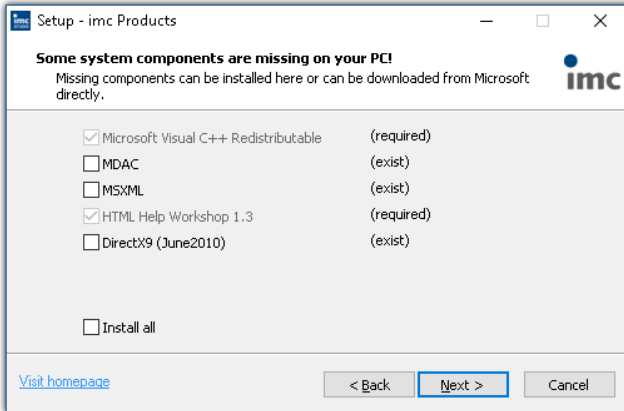 imc
STUDIO
Setup - imc Products
Some system components are missing on your PC!
Missing components can be installed here or can be downloaded from Microsoft
directly.
imc
Microsoft Visual C++ Redistributable (required)
MDAC (exist)
MSXML (exist)
HTML Help Workshop 1.3 (required)
DirectX9 (June2010) (exist)
Install all
Visit homepage
< Back
Next >
Cancel